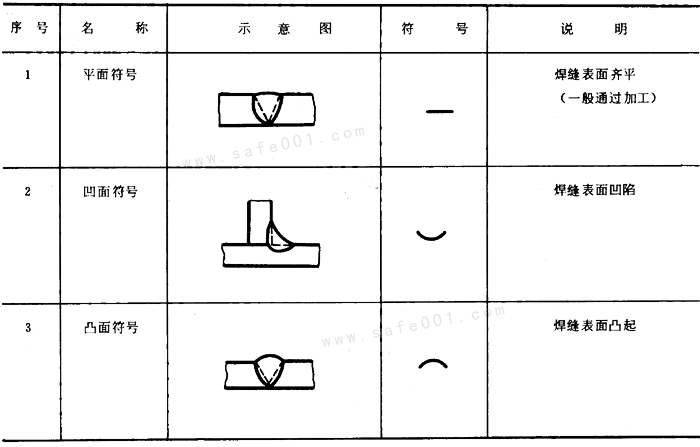 序 号 名 称 示 意 图 符 号 说 明
1 平面符号 焊缝表面齐平
（一般通过加工）
www.safe001.com
2 凹面符号 焊缝表面凹陷
3 凸面符号 焊缝表面凸起
www.safe001.com